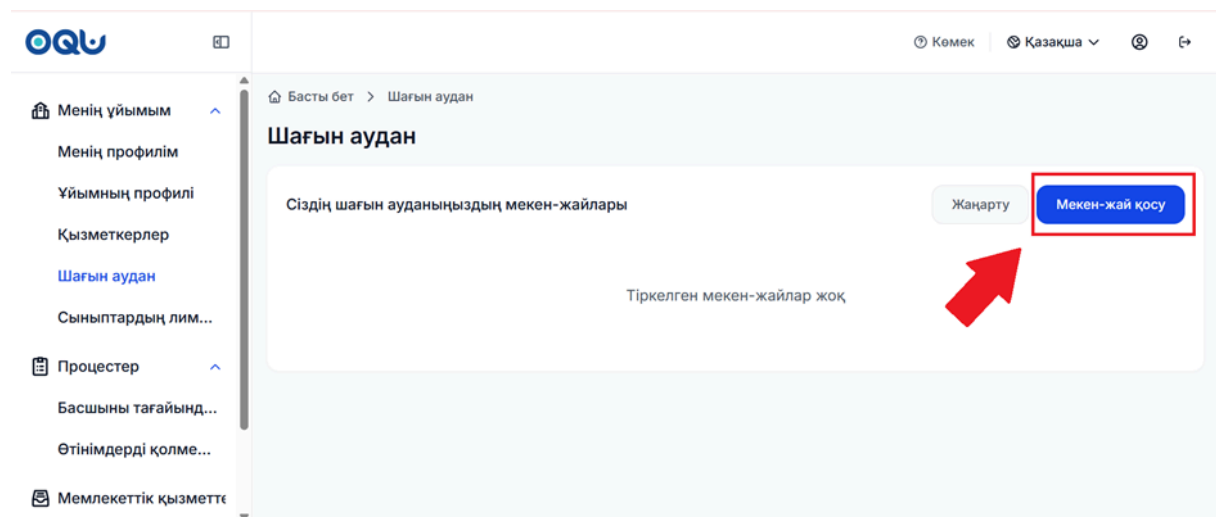 OQU
Көмек
Қазақша
Менің ұйымым
Менің профилім
Ұйымның профилі
Қызметкерлер
Шағын аудан
Сыныптардың лим...
Процестер
Басшыны тағайынд...
Өтінімдерді қолме...
Мемлекеттік қызметте
Басты бет > Шағын аудан
Шағын аудан
Сіздің шағын ауданыңыздың мекен-жайлары
Жаңарту
Мекен-жай қосу
Тіркелген мекен-жайлар жоқ